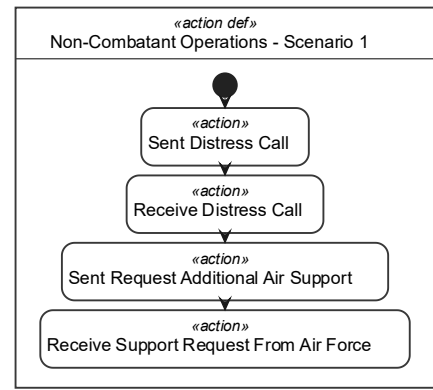 «action def»
Non-Combatant Operations - Scenario 1
«action»
Sent Distress Call
«action»
Receive Distress Call
«action»
Sent Request Additional Air Support
«action»
Receive Support Request From Air Force